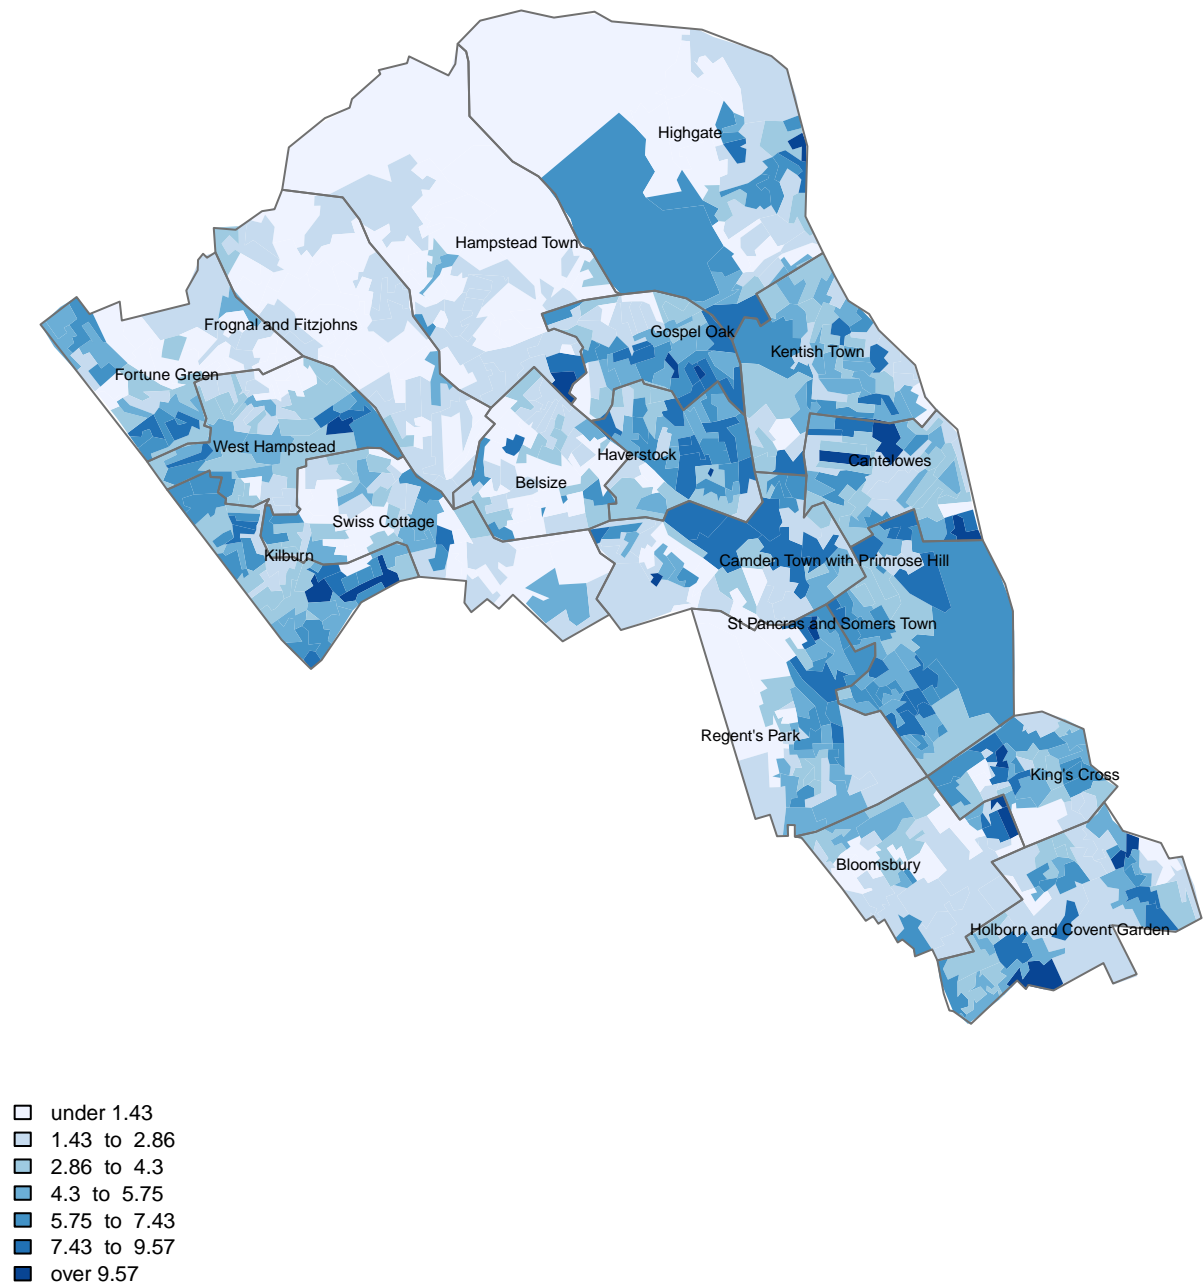 Highgate
Hampstead Town
Frognal and Fitzjohns
Gospel Oak
Kentish Town
Fortune Green
West Hampstead
Haverstock
Cantelowes
Belsize
Swiss Cottage
Kilburn
Camden Town with Primrose Hill
St Pancras and Somers Town
Regent's Park
King's Cross
Bloomsbury
Holborn and Covent Garden
under 1.43
1.43 to 2.86
2.86 to 4.3
4.3 to 5.75
5.75 to 7.43
7.43 to 9.57
over 9.57